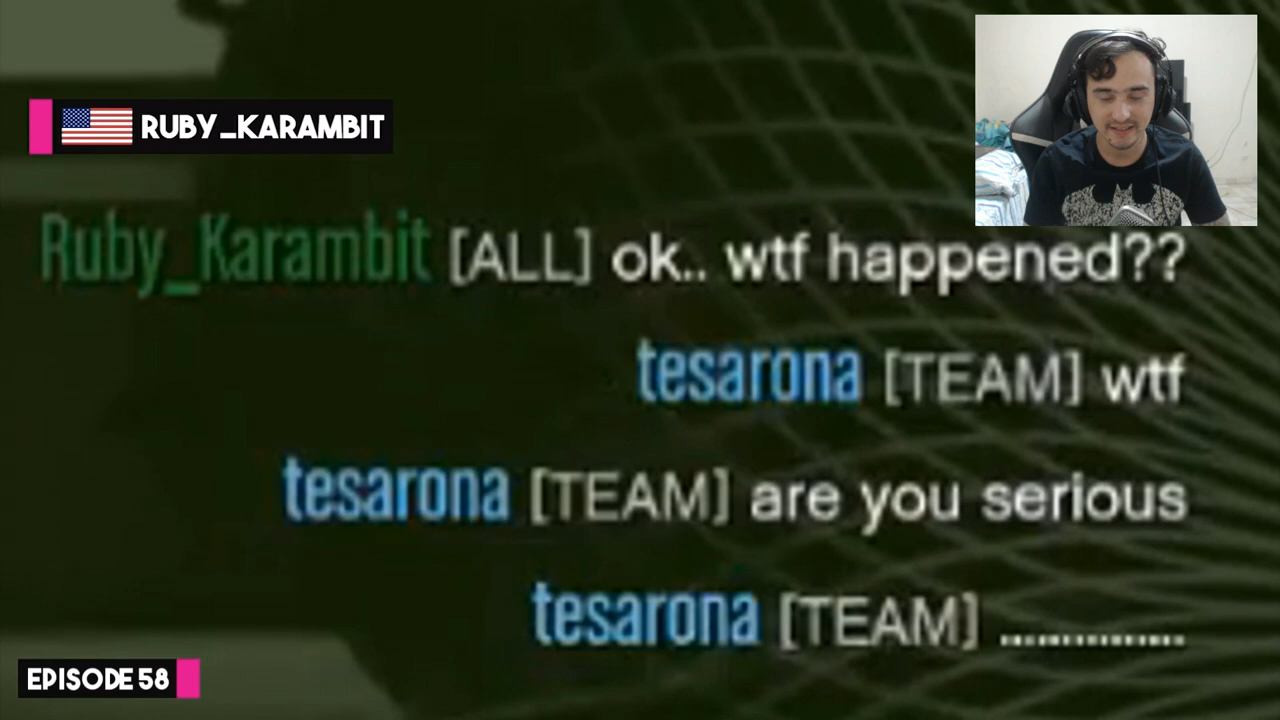 RUBY_KARAMBIT
Ruby_Karambit [ALL] ok.. wtf happened??
tesarona [TEAM] wtf
tesarona [TEAM] are you serious
tesarona [TEAM] ................
EPISODE 58